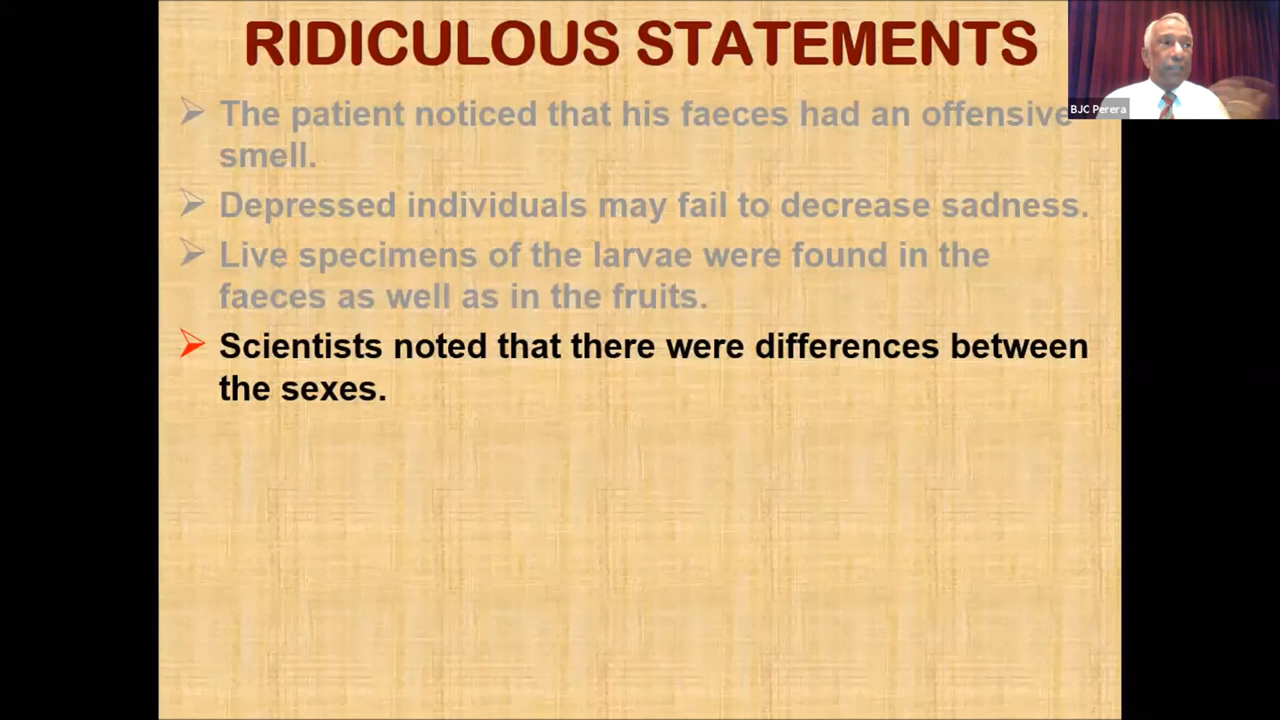 RIDICULOUS STATEMENTS
BJC Perera
➢ The patient noticed that his faeces had an offensive
smell.
➢ Depressed individuals may fail to decrease sadness.
➢ Live specimens of the larvae were found in the
faeces as well as in the fruits.
➢ Scientists noted that there were differences between
the sexes.